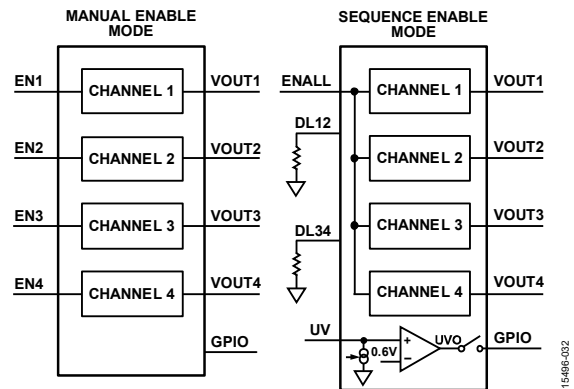 MANUAL ENABLE
MODE
EN1
CHANNEL 1
VOUT1
EN2
CHANNEL 2
VOUT2
EN3
CHANNEL 3
VOUT3
EN4
CHANNEL 4
VOUT4
GPIO
SEQUENCE ENABLE
MODE
ENALL
CHANNEL 1
VOUT1
DL12
CHANNEL 2
VOUT2
CHANNEL 3
VOUT3
DL34
CHANNEL 4
VOUT4
UV
0.6V
+
−
UVO
GPIO
15496-032